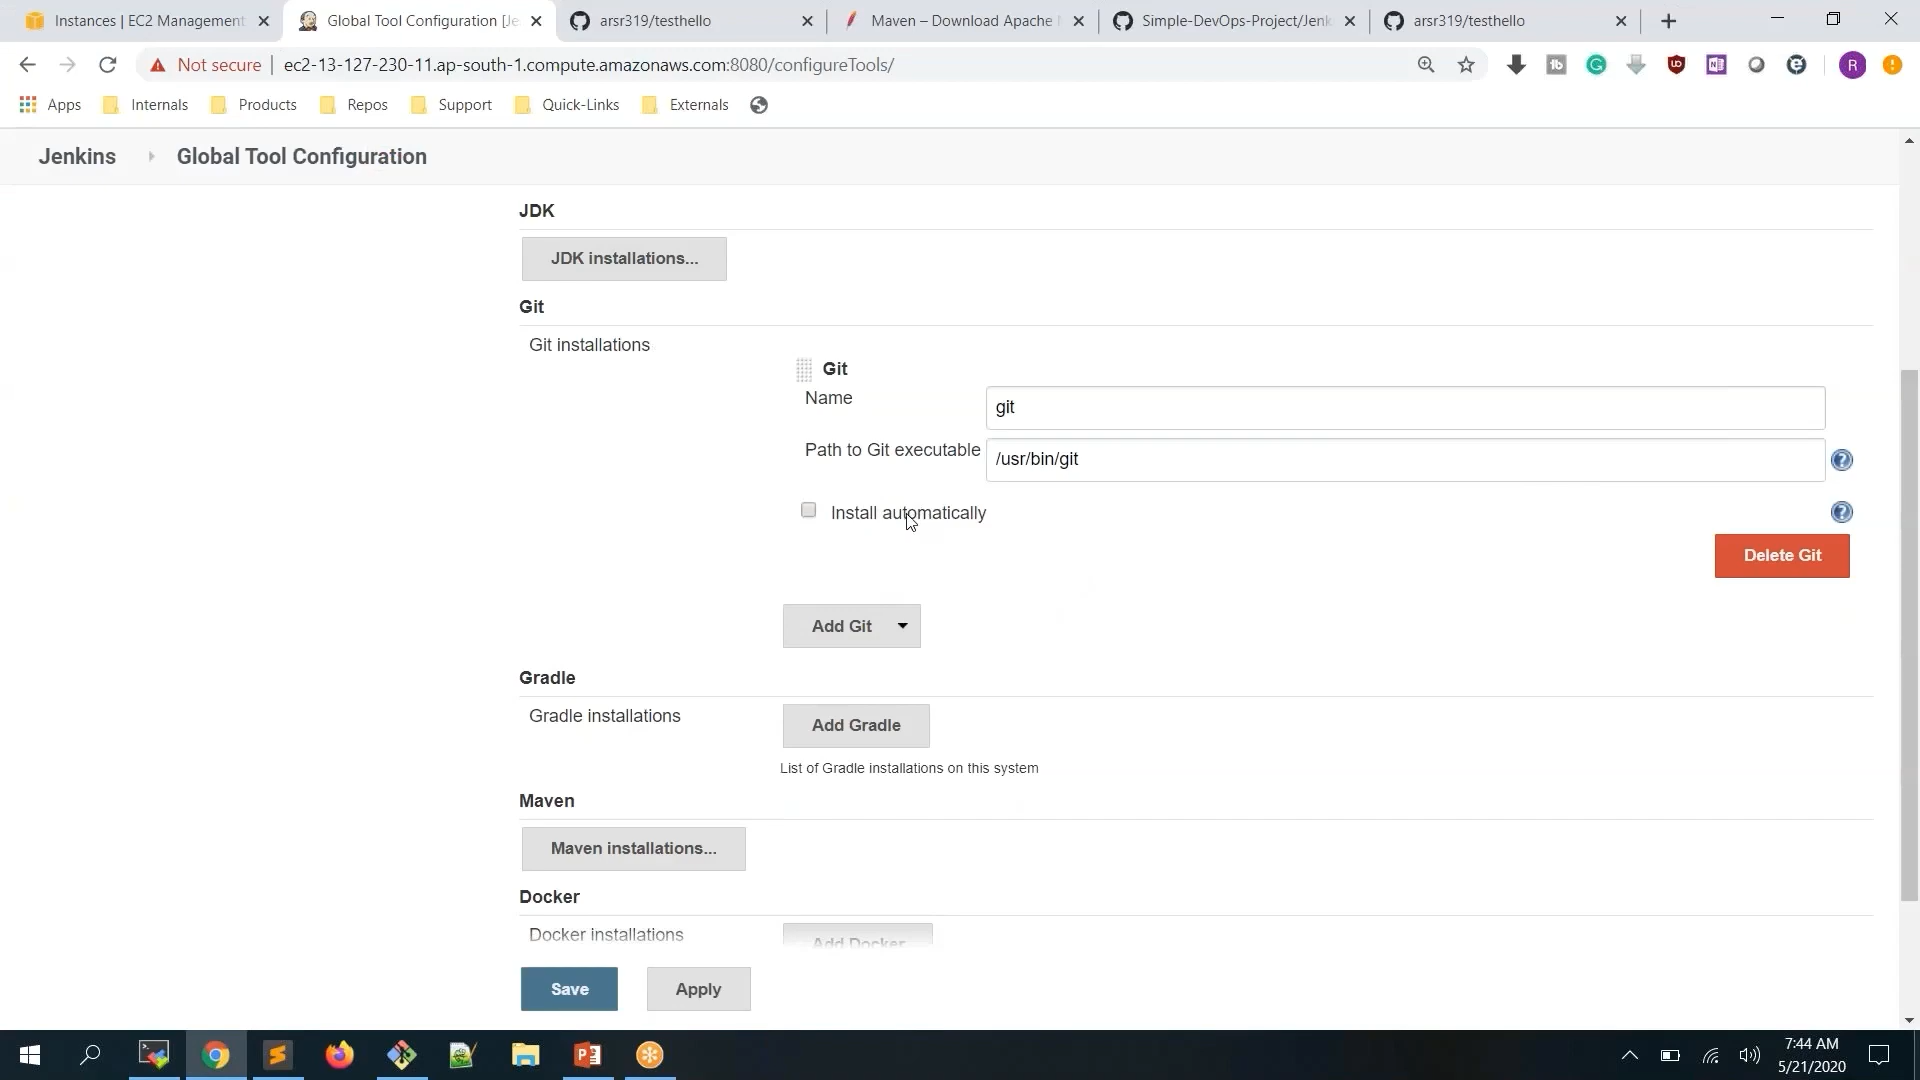 Instances | EC2 Management
Global Tool Configuration [Je
arsr319/testhello
Maven – Download Apache
Simple-DevOps-Project/Jenk
arsr319/testhello
Not secure
ec2-13-127-230-11.ap-south-1.compute.amazonaws.com:8080/configureTools/
R
Apps
Internals
Products
Repos
Support
Quick-Links
Externals
Jenkins
Global Tool Configuration
JDK
JDK installations...
Git
Git installations
Git
Name
git
Path to Git executable
/usr/bin/git
Install automatically
Delete Git
Add Git
Gradle
Gradle installations
Add Gradle
List of Gradle installations on this system
Maven
Maven installations...
Docker
Docker installations
Add Docker
Save
Apply
7:44 AM
5/21/2020